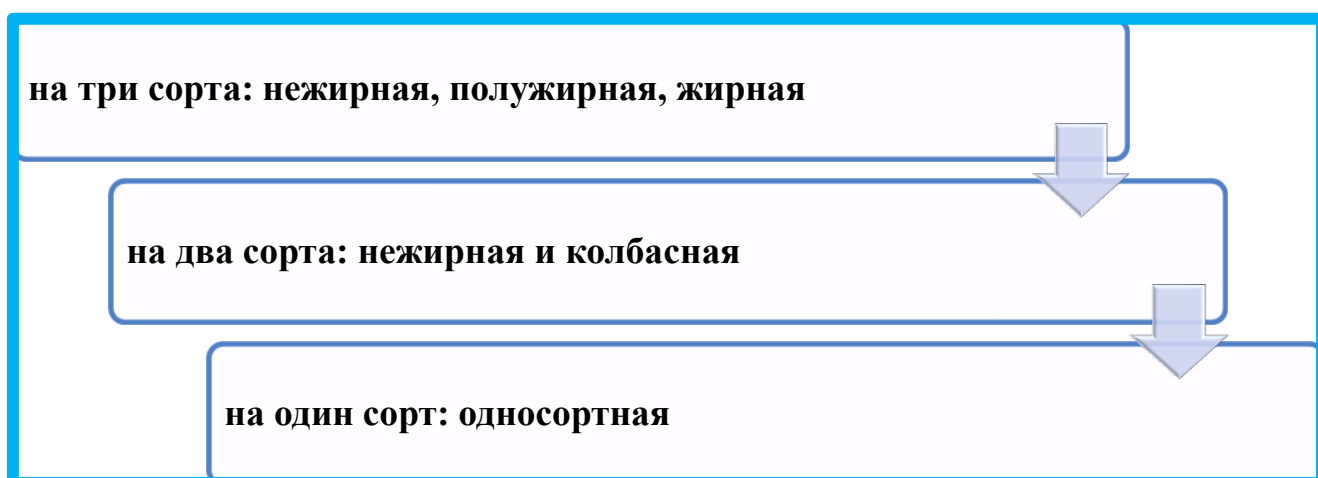 на три сорта: нежирная, полужирная, жирная
на два сорта: нежирная и колбасная
на один сорт: односортная